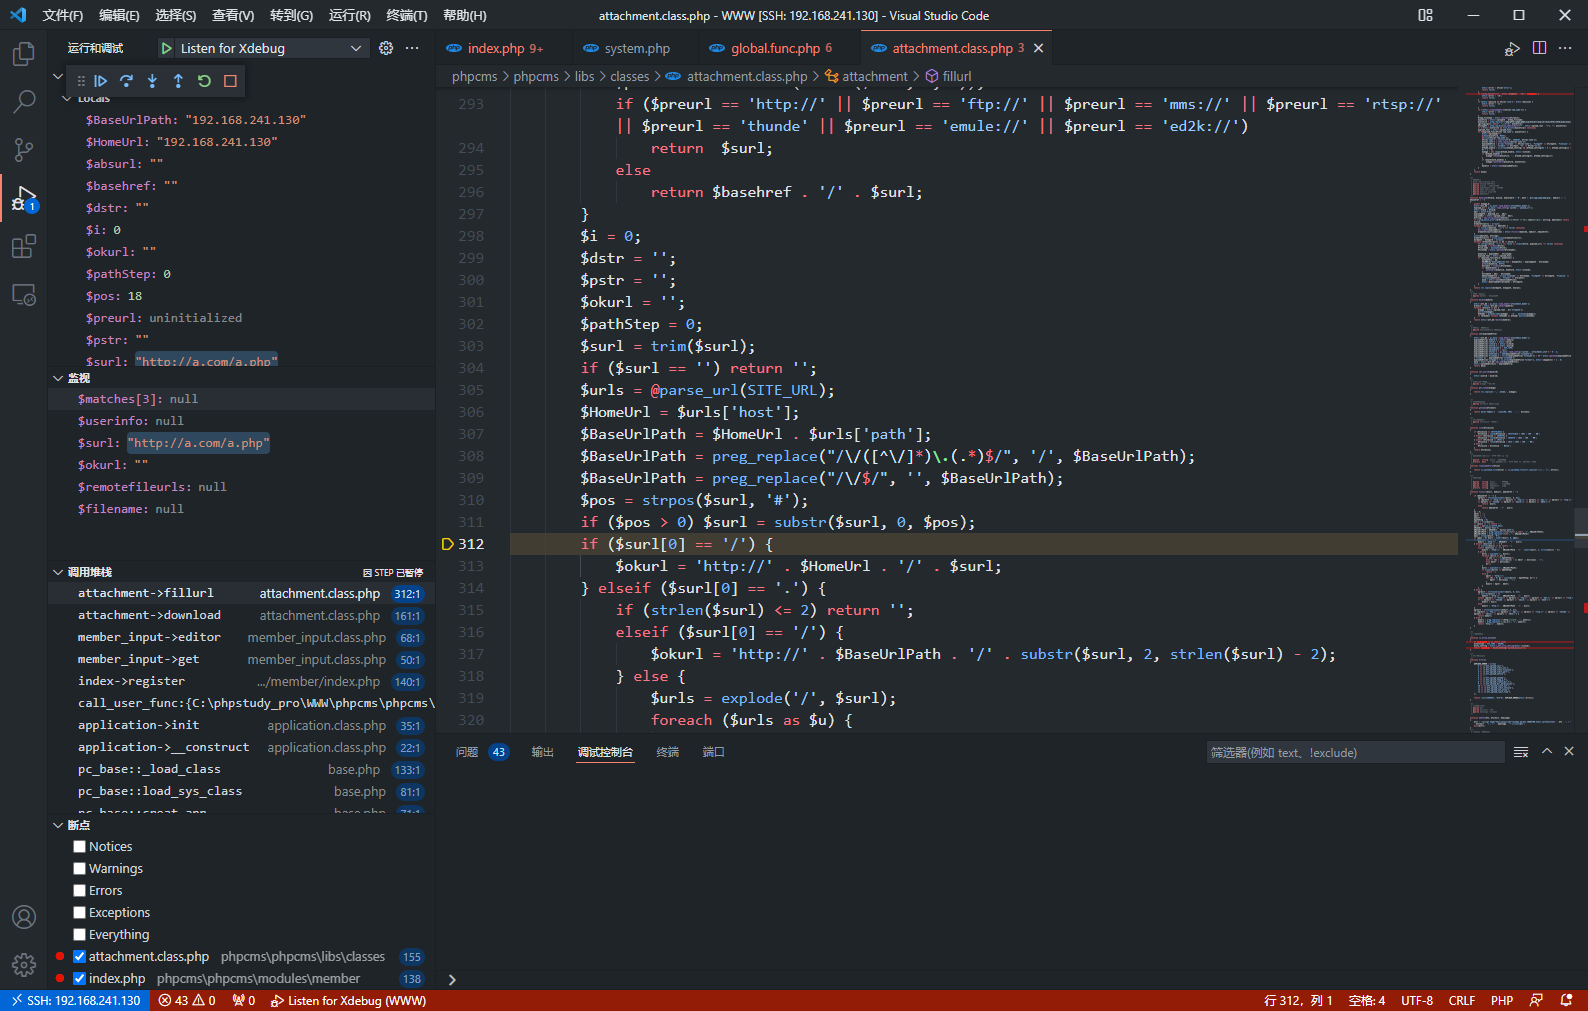 文件(F) 编辑(E) 选择(S) 查看(V) 转到(G) 运行(R) 终端(T) 帮助(H)
attachment.class.php - WWW [SSH: 192.168.241.130] - Visual Studio Code
运行和调试 Listen for Xdebug
Locals
$BaseUrlPath: "192.168.241.130"
$HomeUrl: "192.168.241.130"
$absurl: ""
$basehref: ""
$dstr: ""
$i: 0
$okurl: ""
$pathStep: 0
$pos: 18
$preurl: uninitialized
$pstr: ""
$surl: "http://a.com/a.php"
监视
$matches[3]: null
$userinfo: null
$surl: "http://a.com/a.php"
$okurl: ""
$remotefileurls: null
$filename: null
调用堆栈 因 STEP 已暂停
attachment->fillurl attachment.class.php 312:1
attachment->download attachment.class.php 161:1
member_input->editor member_input.class.php 68:1
member_input->get member_input.class.php 50:1
index->register .../member/index.php 140:1
call_user_func:{C:\phpstudy_pro\WWW\phpcms\phpcms\
application->init application.class.php 35:1
application->__construct application.class.php 22:1
pc_base::_load_class base.php 133:1
pc_base::load_sys_class base.php 81:1
pc_base::creat_app base.php 71:1
断点
Notices
Warnings
Errors
Exceptions
Everything
attachment.class.php phpcms\phpcms\libs\classes 155
index.php phpcms\phpcms\modules\member 138
1
index.php 9+ system.php global.func.php 6 attachment.class.php 3
phpcms > phpcms > libs > classes > attachment.class.php > attachment > fillurl
293 if ($preurl == 'http://' || $preurl == 'ftp://' || $preurl == 'mms://' || $preurl == 'rtsp://'
|| $preurl == 'thunde' || $preurl == 'emule://' || $preurl == 'ed2k://')
294 return  $surl;
295 else
296 return $basehref . '/' . $surl;
297 }
298 $i = 0;
299 $dstr = '';
300 $pstr = '';
301 $okurl = '';
302 $pathStep = 0;
303 $surl = trim($surl);
304 if ($surl == '') return '';
305 $urls = @parse_url(SITE_URL);
306 $HomeUrl = $urls['host'];
307 $BaseUrlPath = $HomeUrl . $urls['path'];
308 $BaseUrlPath = preg_replace("/\/([^\/]*)\.(.*)$/", '/', $BaseUrlPath);
309 $BaseUrlPath = preg_replace("/\/$/", '', $BaseUrlPath);
310 $pos = strpos($surl, '#');
311 if ($pos > 0) $surl = substr($surl, 0, $pos);
312 if ($surl[0] == '/') {
313 $okurl = 'http://' . $HomeUrl . '/' . $surl;
314 } elseif ($surl[0] == '.') {
315 if (strlen($surl) <= 2) return '';
316 elseif ($surl[0] == '/') {
317 $okurl = 'http://' . $BaseUrlPath . '/' . substr($surl, 2, strlen($surl) - 2);
318 } else {
319 $urls = explode('/', $surl);
320 foreach ($urls as $u) {
问题 43 输出 调试控制台 终端 端口 筛选器(例如 text、!exclude)
SSH: 192.168.241.130 43 0 0 Listen for Xdebug (WWW) 行 312，列 1 空格: 4 UTF-8 CRLF PHP